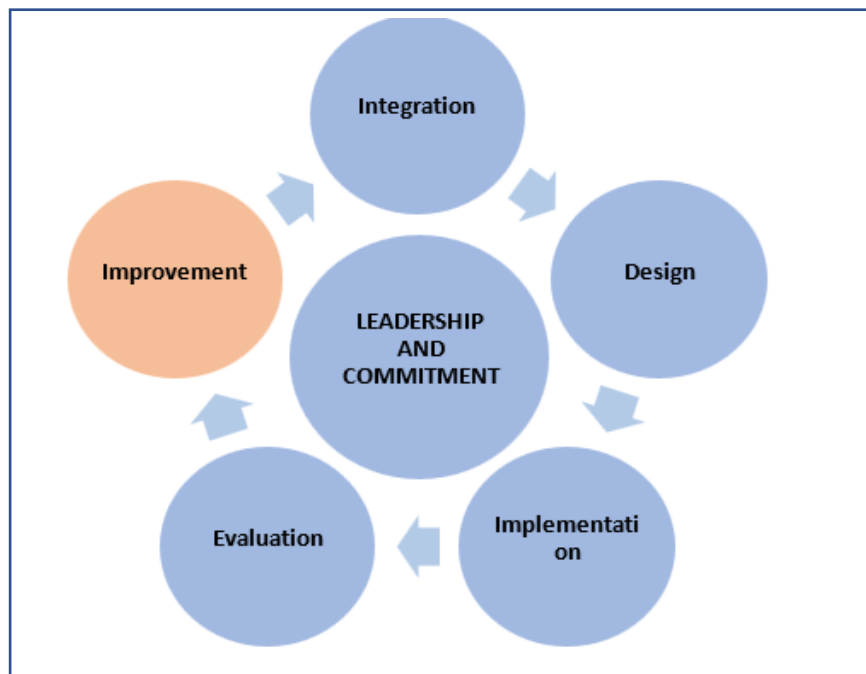 Integration
Improvement
Design
LEADERSHIP
AND
COMMITMENT
Evaluation
Implementati
on